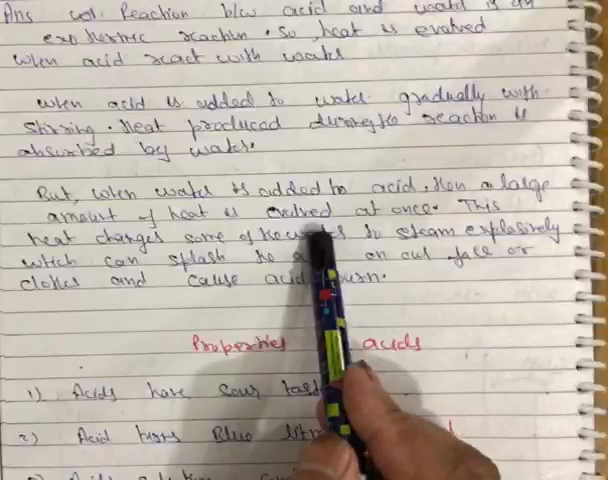 Ans Reaction b/w acid and water is an
exothermic reaction. So, heat is evolved
when acid react with water
when acid is added to water gradually with
stirring. Heat produced during the reaction is
absorbed by water.
But, when water is added to acid, then a large
amount of heat is evolved at once. This
heat changes some of the to steam explosively
which can splash the on our face or
clothes and cause acid burn.
Properties acids
1) Acids have sour
2) Acid turns Blue